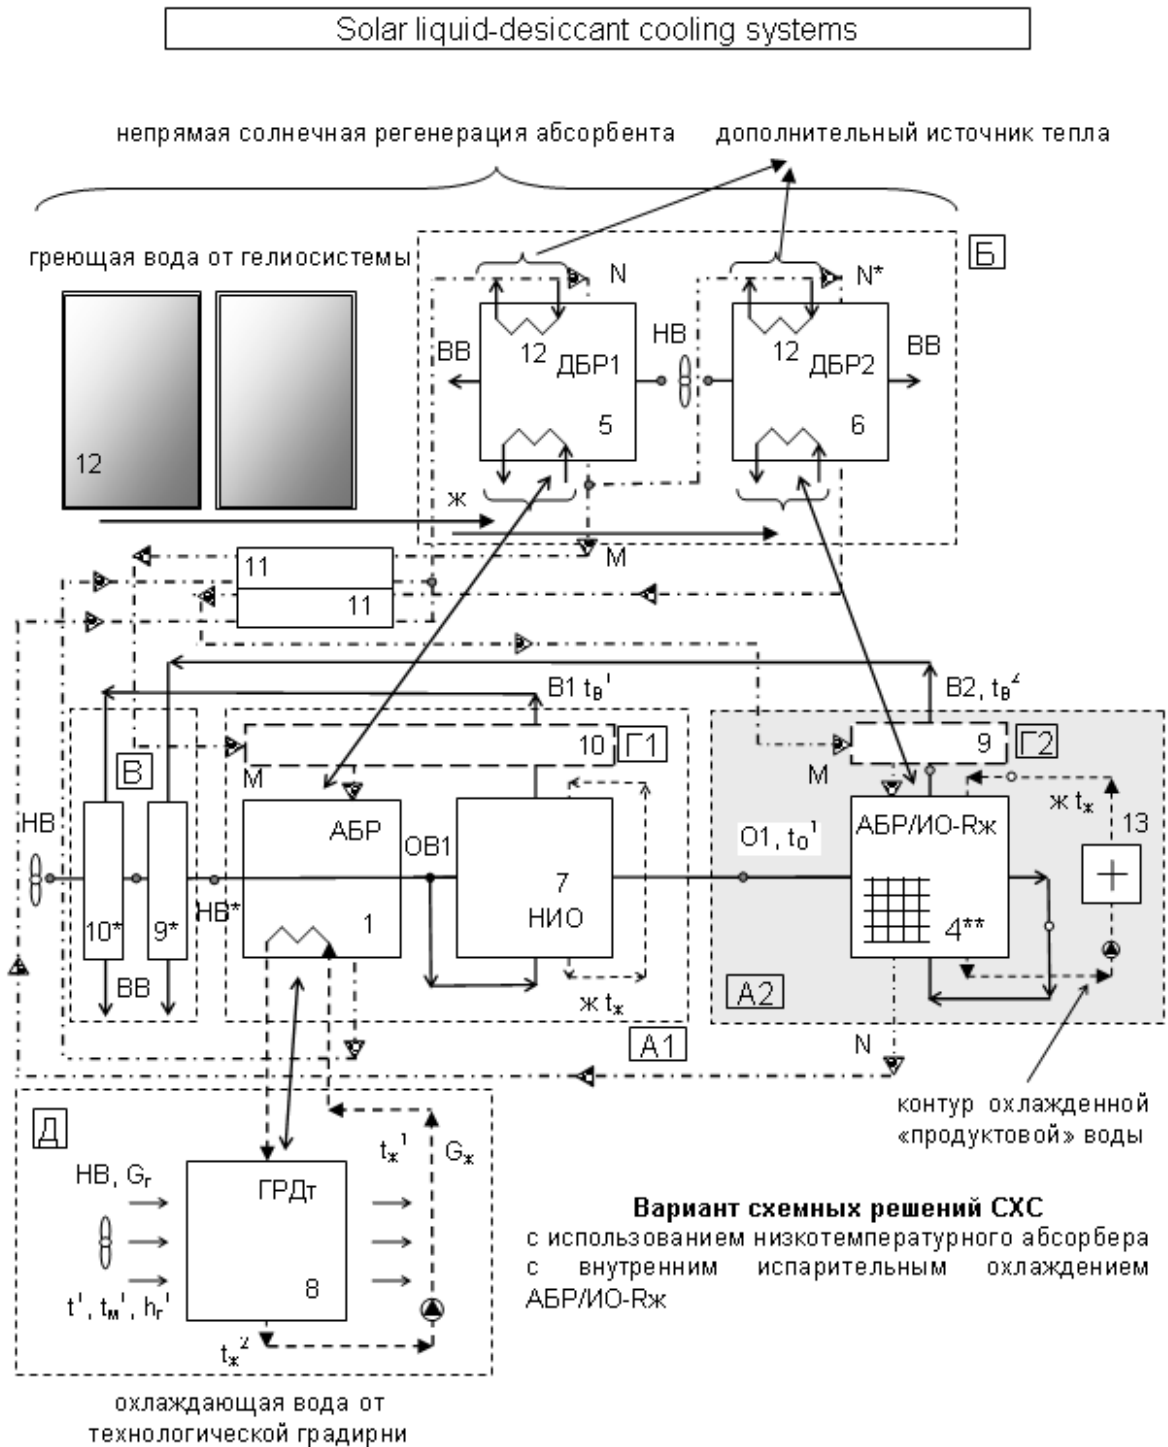 Solar liquid-desiccant cooling systems
непрямая солнечная регенерация абсорбента
дополнительный источник тепла
греющая вода от гелиосистемы
Б
N
N*
12
12
ВВ
ДБР1
НВ
ДБР2
ВВ
5
6
12
ж
М
11
11
В1 tв¹
В2, tв²
10
Г1
9
Г2
В
М
М
ж tж
НВ
АБР
ОВ1
О1, tо¹
АБР/ИО-Rж
13
7
НИО
10*
9*
НВ*
1
4**
ВВ
ж tж
А2
А1
N
контур охлажденной
«продуктовой» воды
Д
tж¹
Gж
НВ, Gг
ГРДт
8
t', tм', hг'
tж²
Вариант схемных решений СХС
с использованием низкотемпературного абсорбера
с внутренним испарительным охлаждением
АБР/ИО-Rж
охлаждающая вода от
технологической градирни